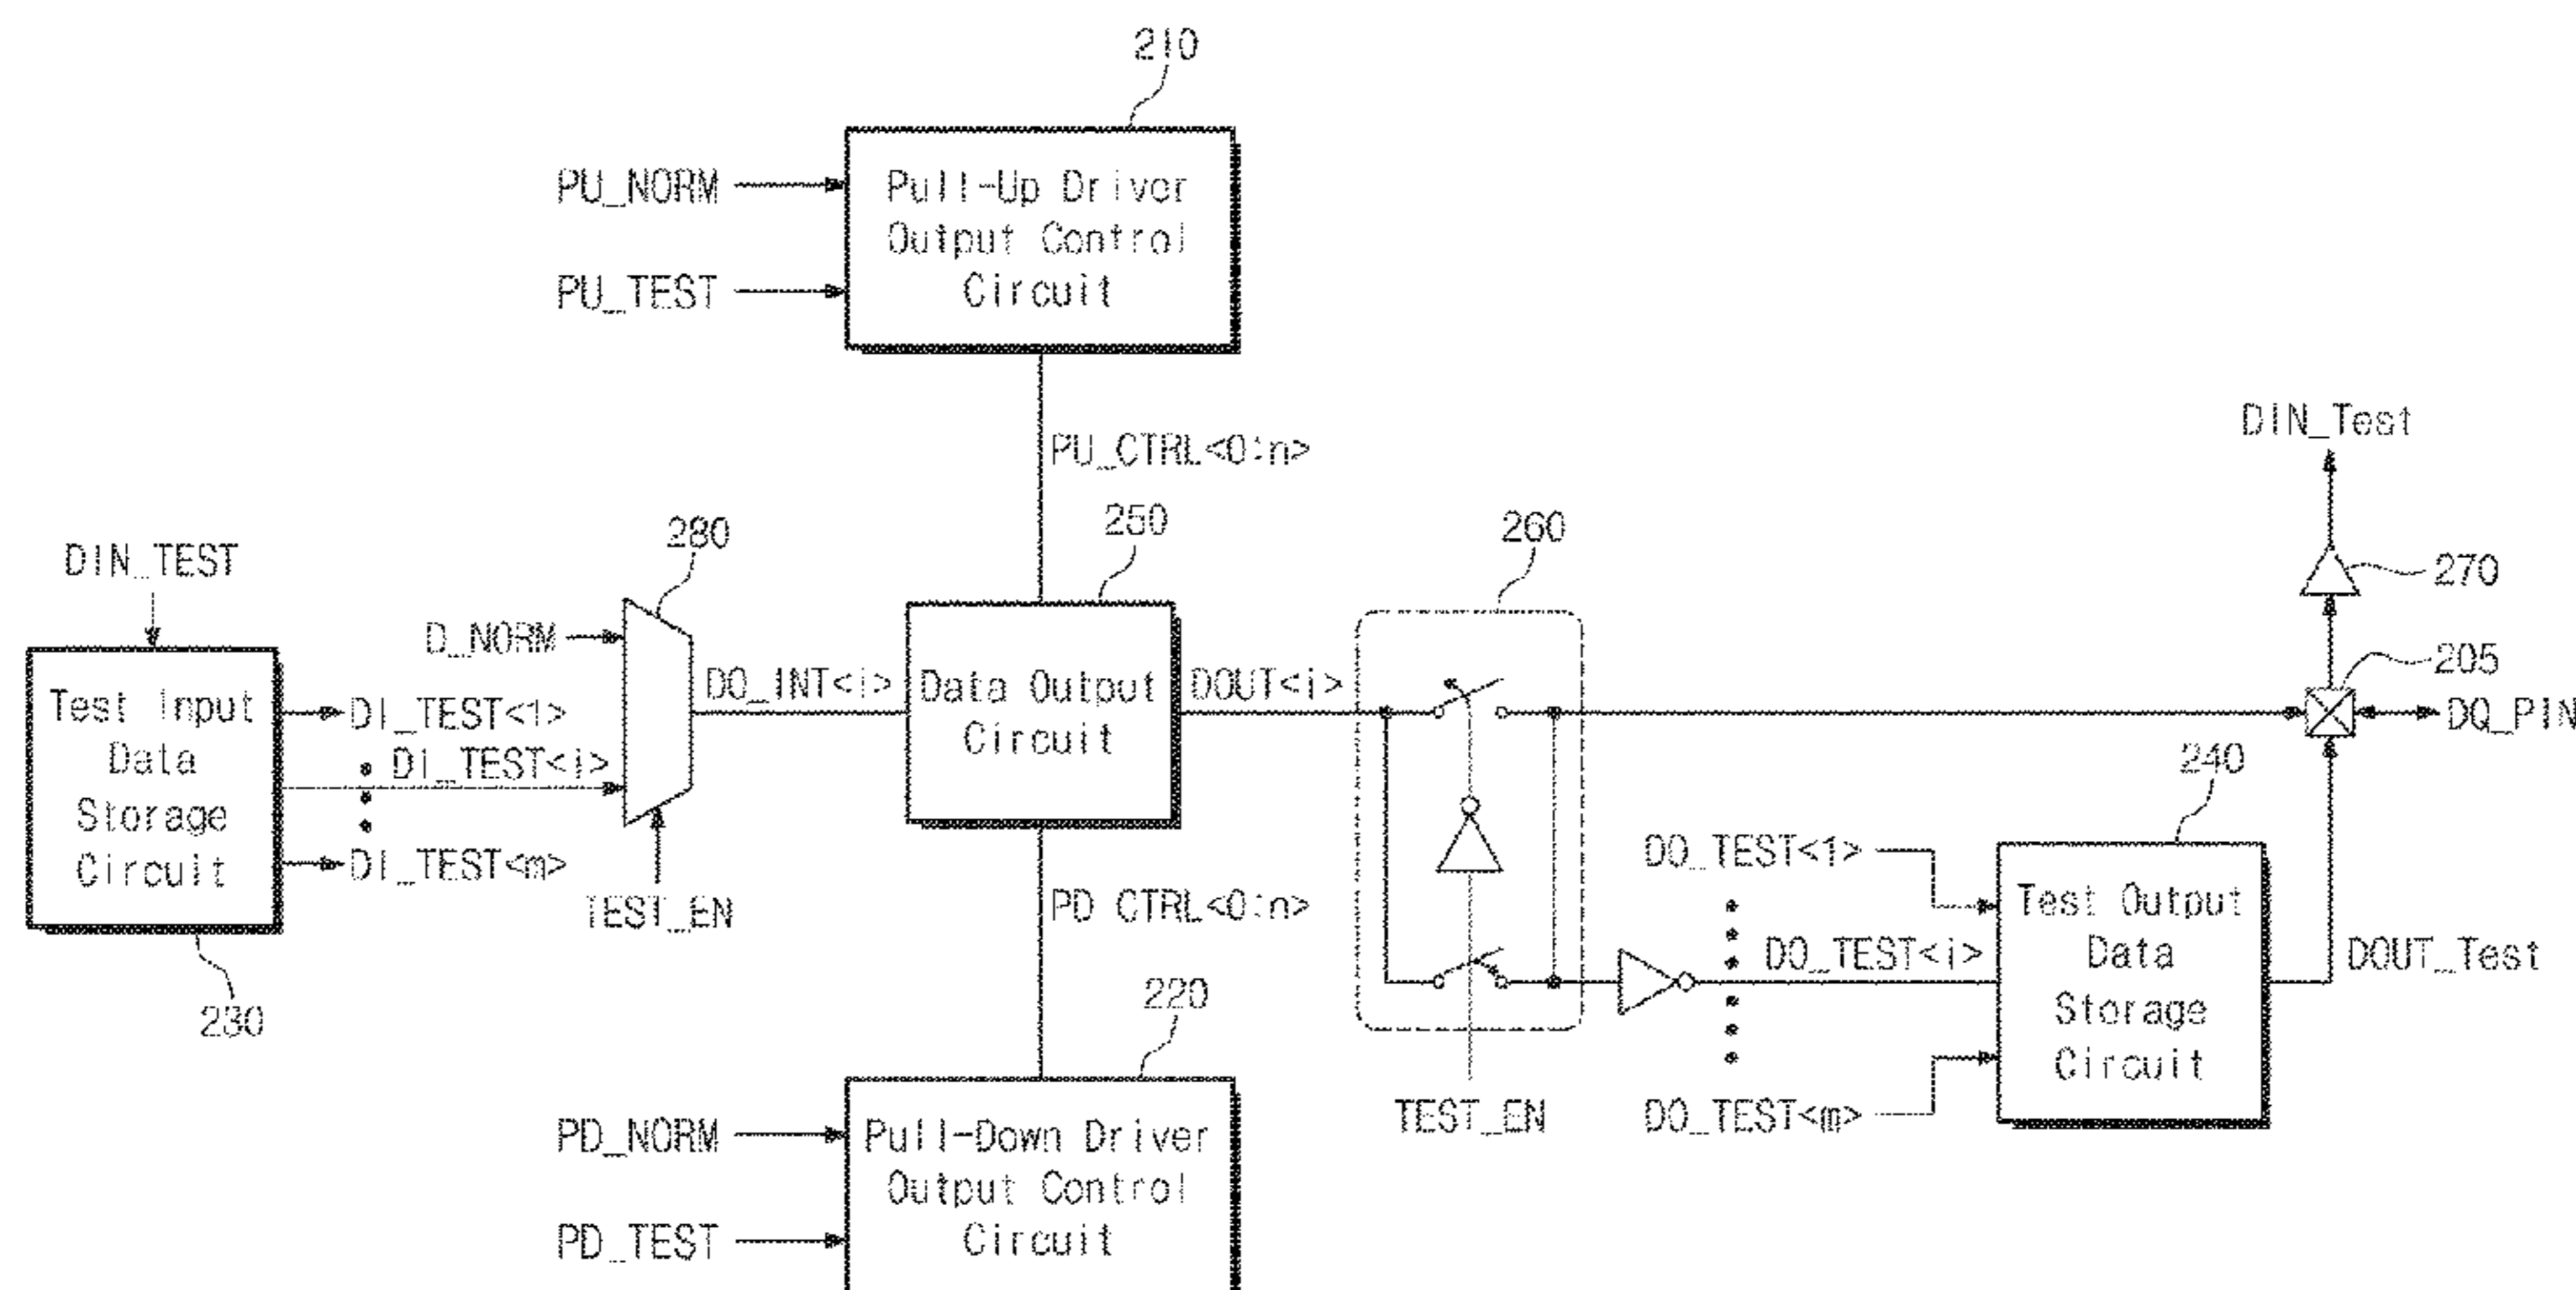 210
PU_NORM
PU_TEST
Pull-Up Driver
Output Control
Circuit
PU_CTRL<0:n>
DIN_Test
270
205
DQ_PIN
DIN_TEST
Test Input
Data
Storage
Circuit
230
DI_TEST<1>
DI_TEST<i>
DI_TEST<m>
D_NORM
280
TEST_EN
DO_INT<i>
250
Data Output
Circuit
DOUT<i>
260
TEST_EN
DO_TEST<1>
DO_TEST<i>
DO_TEST<m>
240
Test Output
Data
Storage
Circuit
DOUT_Test
PD CTRL<0:n>
220
PD_NORM
PD_TEST
Pull-Down Driver
Output Control
Circuit